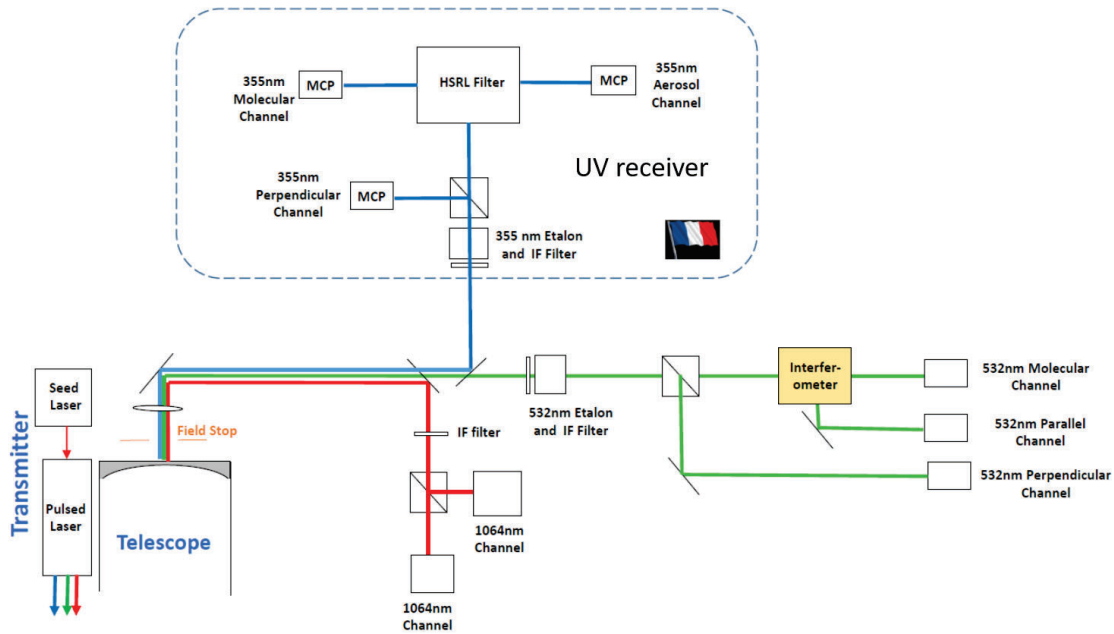 355nm
Molecular
Channel
MCP
HSRL Filter
MCP
355nm
Aerosol
Channel
UV receiver
355nm
Perpendicular
Channel
MCP
355 nm Etalon
and IF Filter
Seed
Laser
Field Stop
Transmitter
Pulsed
Laser
Telescope
IF filter
1064nm
Channel
1064nm
Channel
532nm Etalon
and IF Filter
Interfer-
ometer
532nm Molecular
Channel
532nm Parallel
Channel
532nm Perpendicular
Channel